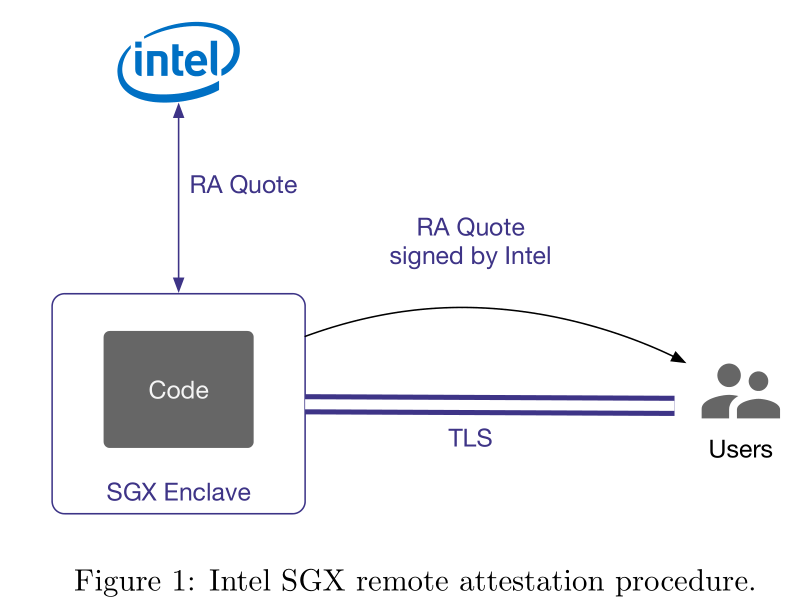 intel
RA Quote
RA Quote
signed by Intel
Code
TLS
Users
SGX Enclave
Figure 1: Intel SGX remote attestation procedure.